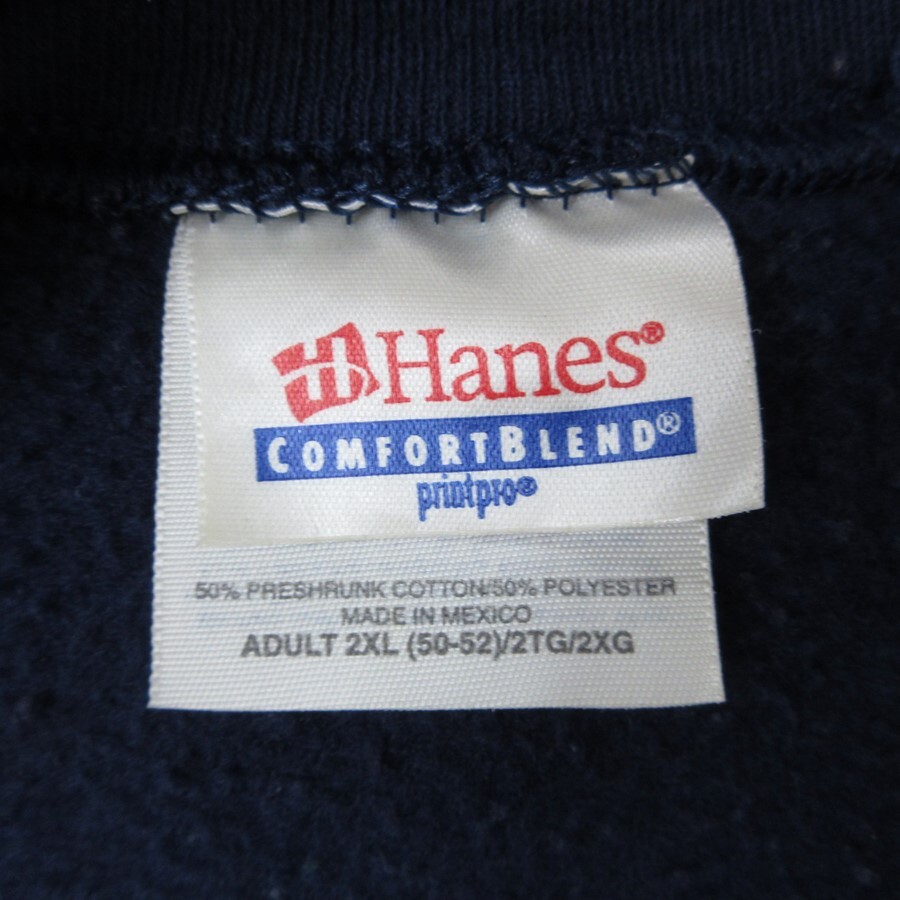 Hanes®
COMFORTBLEND®
printpro®
50% PRESHRUNK COTTON/50% POLYESTER
MADE IN MEXICO
ADULT 2XL (50-52)/2TG/2XG